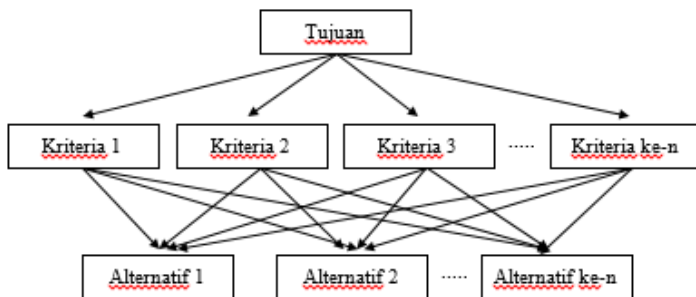 Tujuan
Kriteria 1
Kriteria 2
Kriteria 3
.....
Kriteria ke-n
Alternatif 1
Alternatif 2
.....
Alternatif ke-n